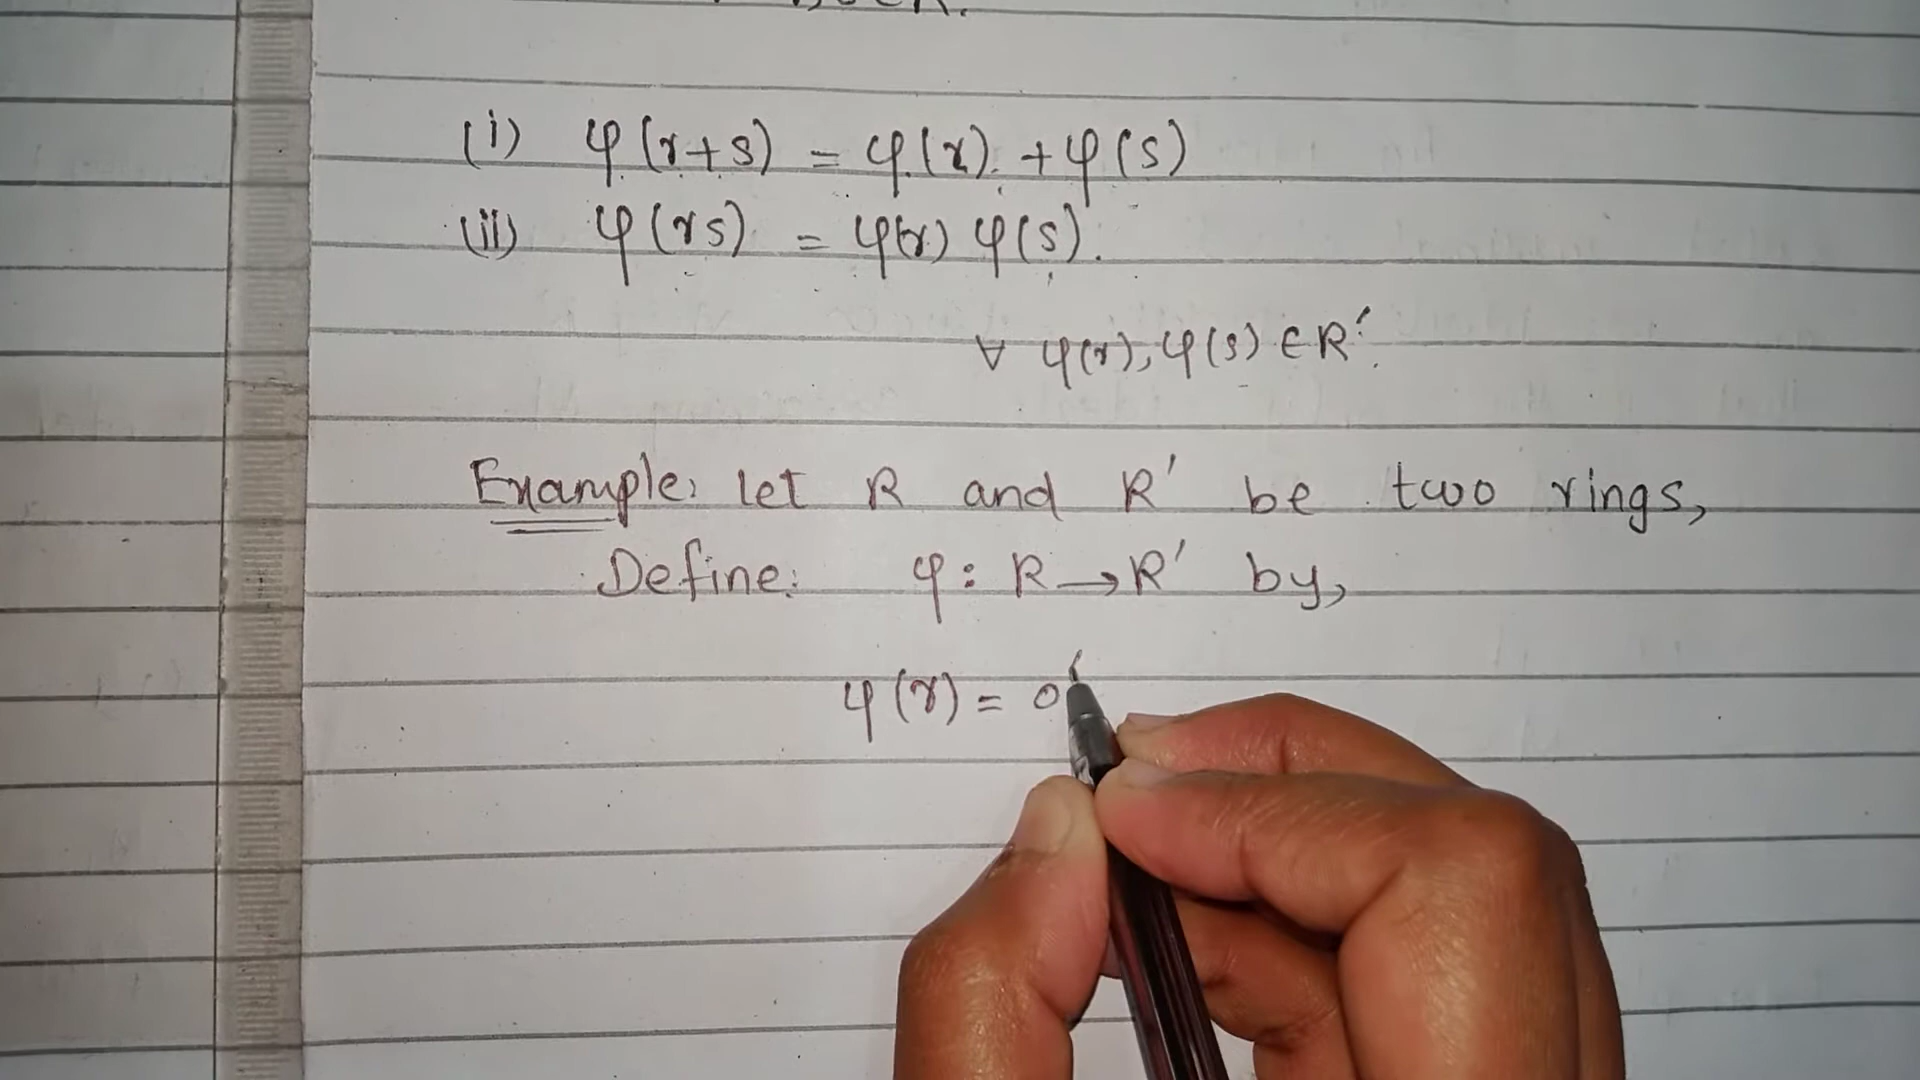 (i) φ(r+s) = φ(r) + φ(s)
(ii) φ(rs) = φ(r) φ(s).
∀ φ(r), φ(s) ∈ R'.
Example: let R and R' be two rings,
Define: φ: R → R' by,
φ(r) = 0'